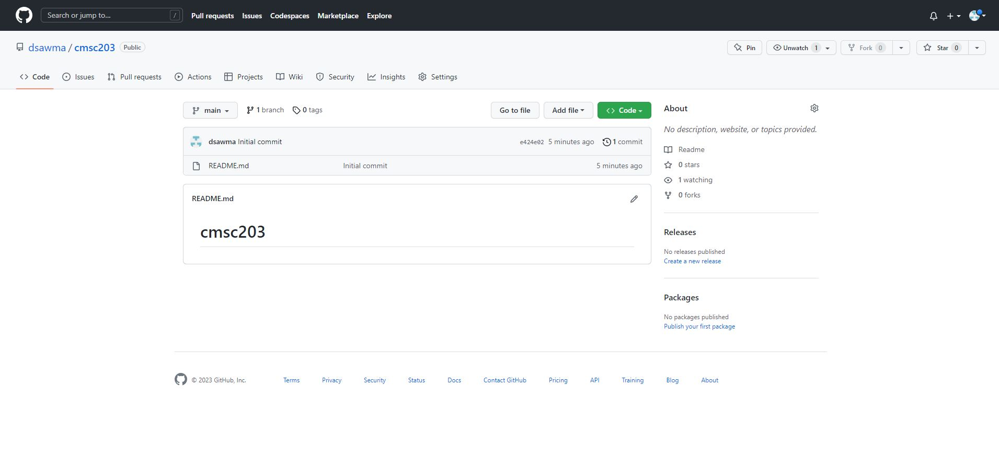 Search or jump to... /
Pull requests Issues Codespaces Marketplace Explore
dsawma / cmsc203 Public
Pin Unwatch 1 Fork 0 Star 0
Code Issues Pull requests Actions Projects Wiki Security Insights Settings
main 1 branch 0 tags Go to file Add file Code
dsawma Initial commit e424e02 5 minutes ago 1 commit
README.md Initial commit 5 minutes ago
README.md
cmsc203
About
No description, website, or topics provided.
Readme
0 stars
1 watching
0 forks
Releases
No releases published
Create a new release
Packages
No packages published
Publish your first package
© 2023 GitHub, Inc. Terms Privacy Security Status Docs Contact GitHub Pricing API Training Blog About